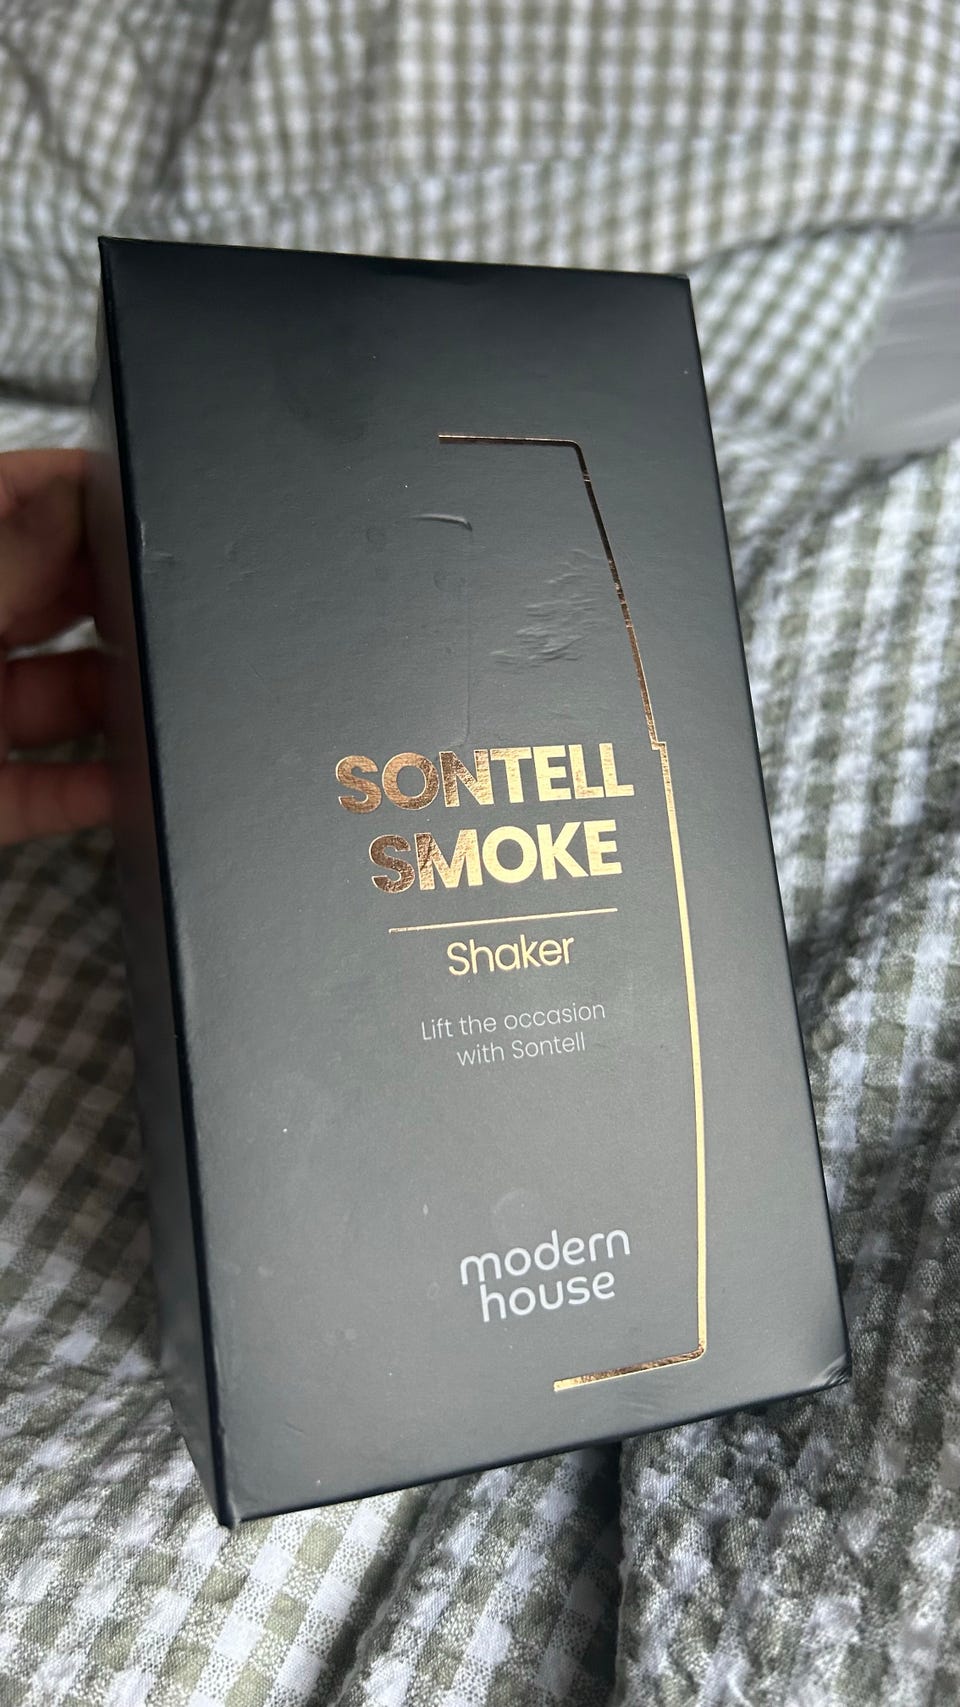 SONTELL
SMOKE
Shaker
Lift the occasion
with Sontell
modern
house